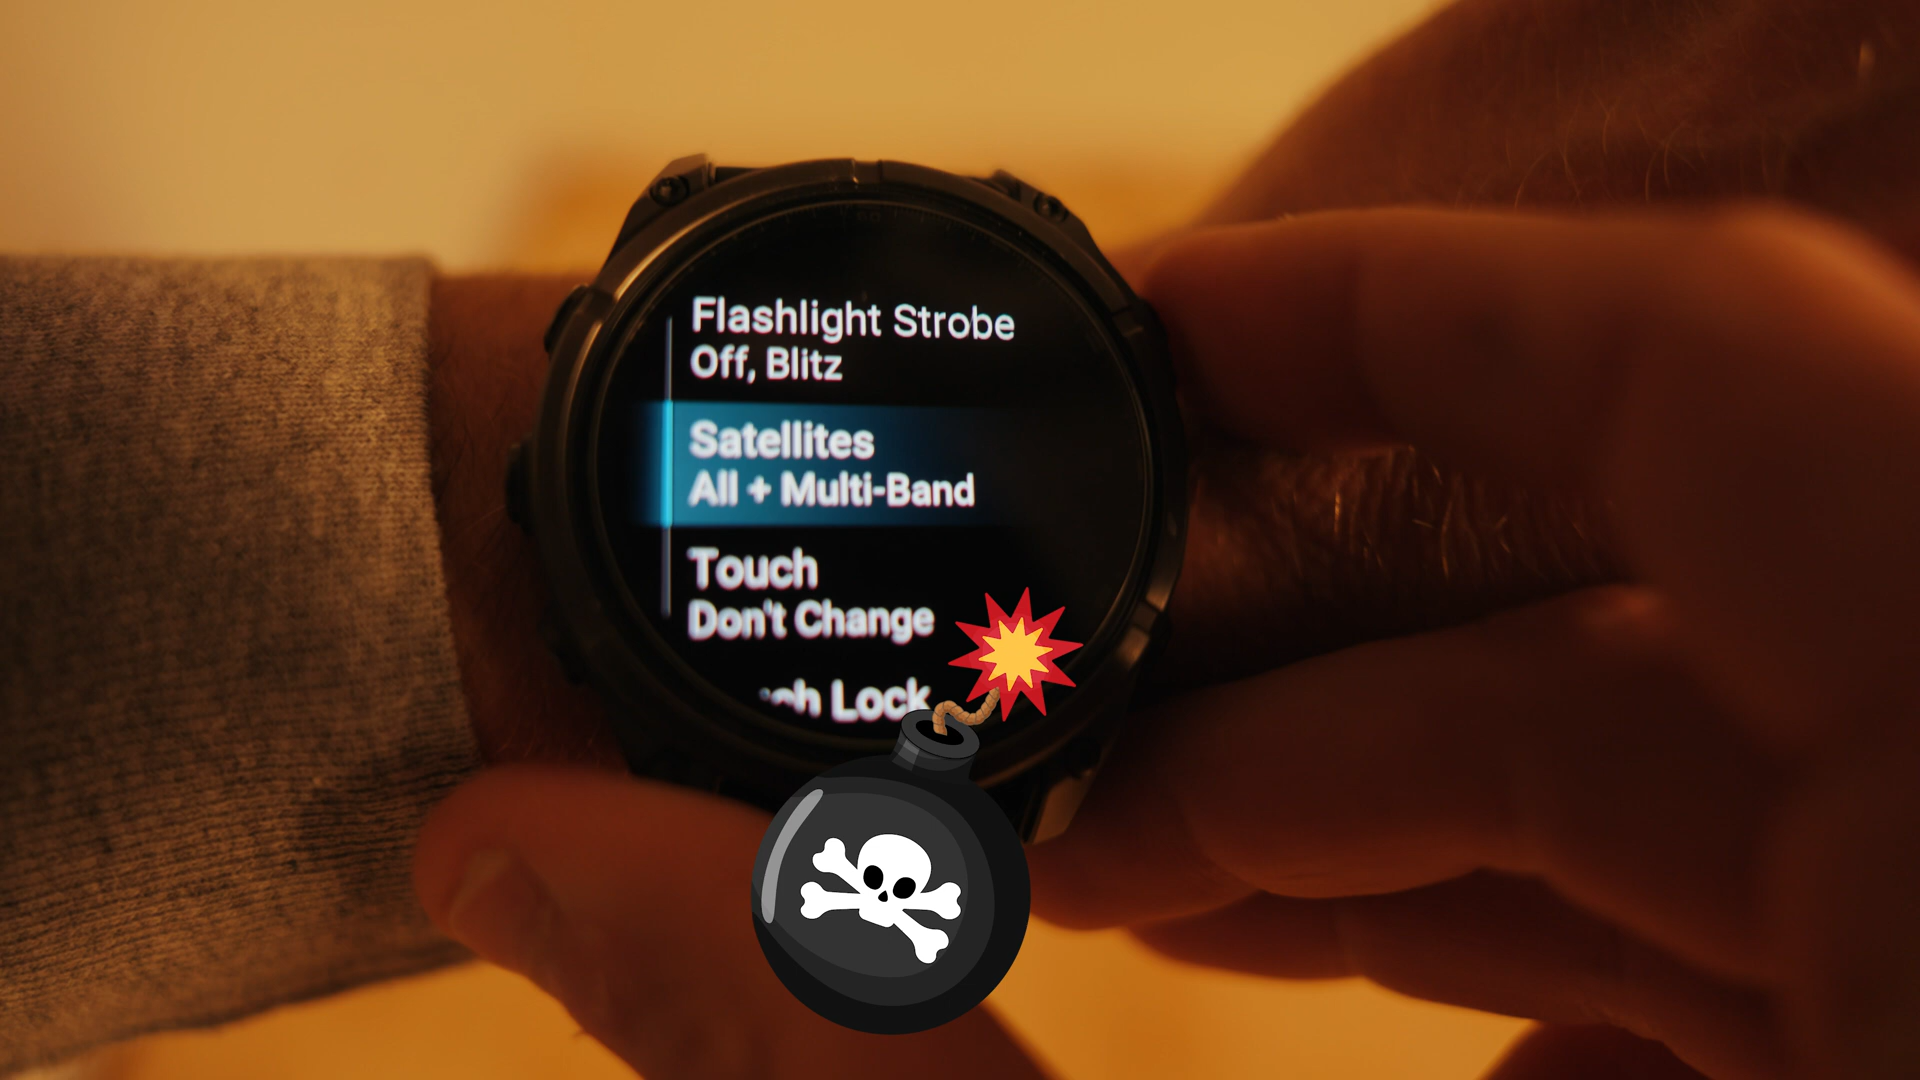 Flashlight Strobe
Off, Blitz
Satellites
All + Multi-Band
Touch
Don't Change
Lock